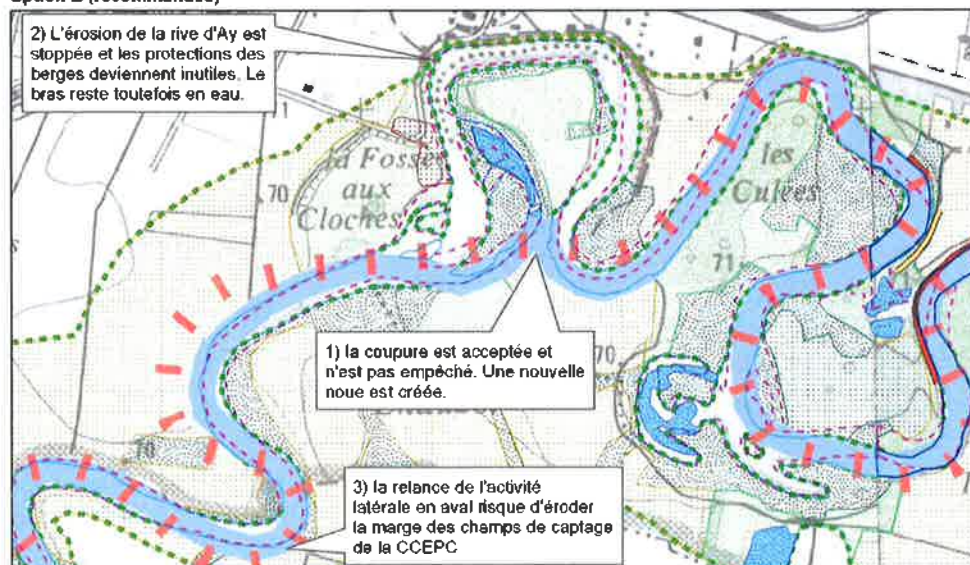 2) L'érosion de la rive d'Ay est
stoppée et les protections des
berges deviennent inutiles. Le
bras reste toutefois en eau.
la Fosse
aux
Cloches
70
les
Culées
71
1) la coupure est acceptée et
n'est pas empêché. Une nouvelle
noue est créée.
70
70
3) la relance de l'activité
latérale en aval risque d'éroder
la marge des champs de captage
de la CCEPC